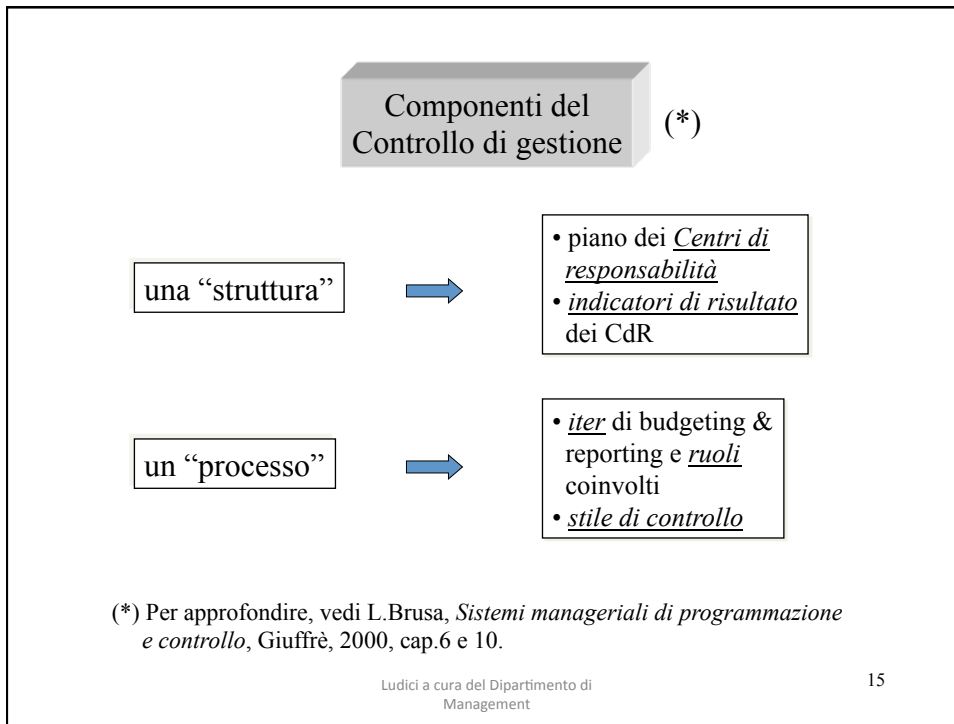 Componenti del
Controllo di gestione
(*)
una “struttura”
• piano dei Centri di
responsabilità
• indicatori di risultato
dei CdR
un “processo”
• iter di budgeting &
reporting e ruoli
coinvolti
• stile di controllo
(*) Per approfondire, vedi L.Brusa, Sistemi manageriali di programmazione
e controllo, Giuffrè, 2000, cap.6 e 10.
Ludici a cura del Dipartimento di
Management
15